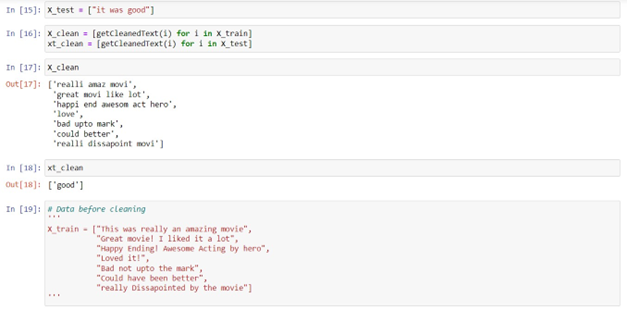 In [15]: X_test = ["it was good"]
In [16]: X_clean = [getCleanedText(i) for i in X_train]
xt_clean = [getCleanedText(i) for i in X_test]
In [17]: X_clean
Out[17]: ['realli amaz movi',
'great movi like lot',
'happi end awesom act hero',
'love',
'bad upto mark',
'could better',
'realli dissapoint movi']
In [18]: xt_clean
Out[18]: ['good']
In [19]: # Data before cleaning
'''
X_train = ["This was really an amazing movie",
"Great movie! I liked it a lot",
"Happy Ending! Awesome Acting by hero",
"Loved it!",
"Bad not upto the mark",
"Could have been better",
"really Dissapointed by the movie"]
'''